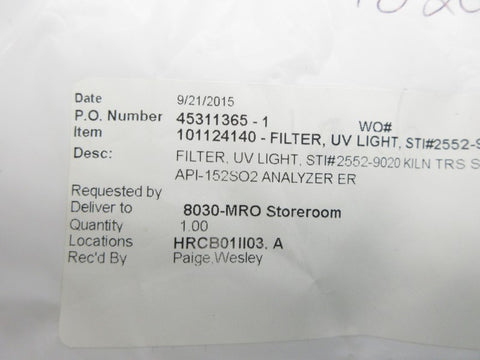 Date 9/21/2015
P.O. Number 45311365 - 1 WO#
Item 101124140 - FILTER, UV LIGHT, STI#2552-9
Desc: FILTER, UV LIGHT, STI#2552-9020 KILN TRS S
API-152SO2 ANALYZER ER
Requested by
Deliver to 8030-MRO Storeroom
Quantity 1.00
Locations HRCB01II03. A
Rec'd By Paige,Wesley